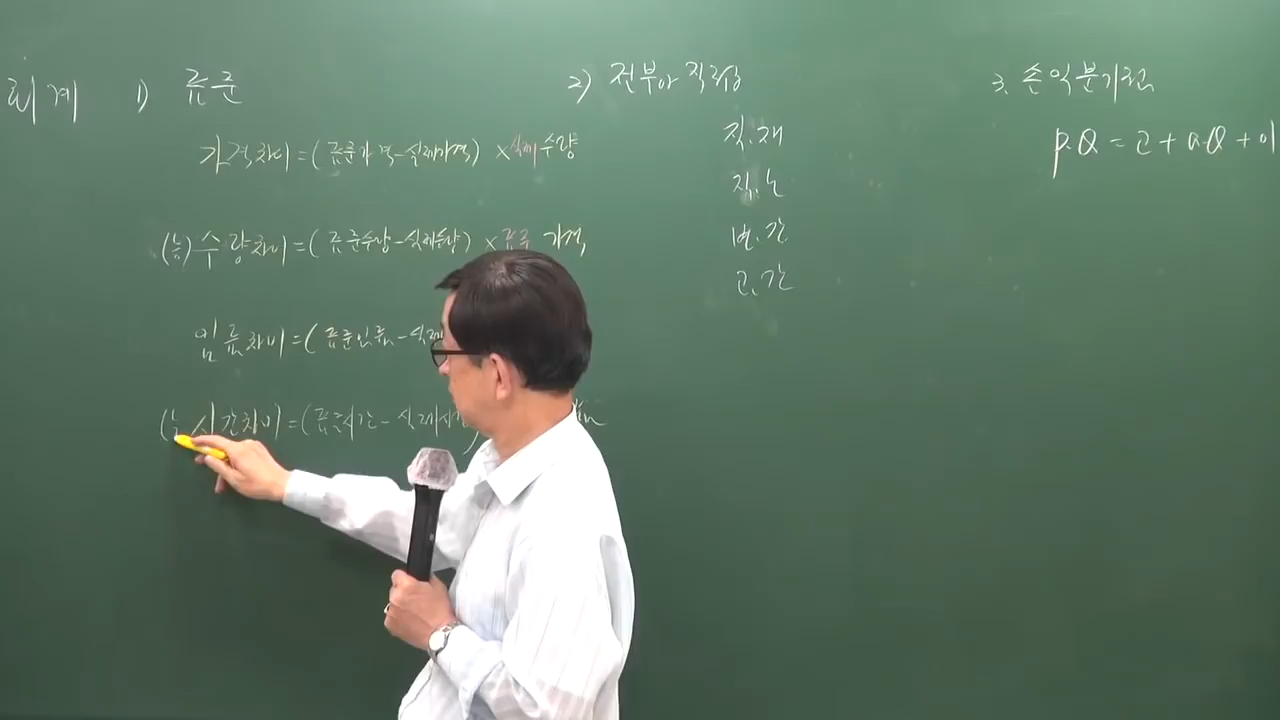 회계
1) 표준
가격차이=(표준가격-실제가격) ×실제수량
(능)수량차이=(표준수량-실제수량) ×표준 가격
임률차이=(표준임률-실제
시간차이=(표준시간-실제시간)
2) 전부아 직접
직.재
직.노
변.간
고.간
3. 손익분기점
P.Q = 고+a.Q+이